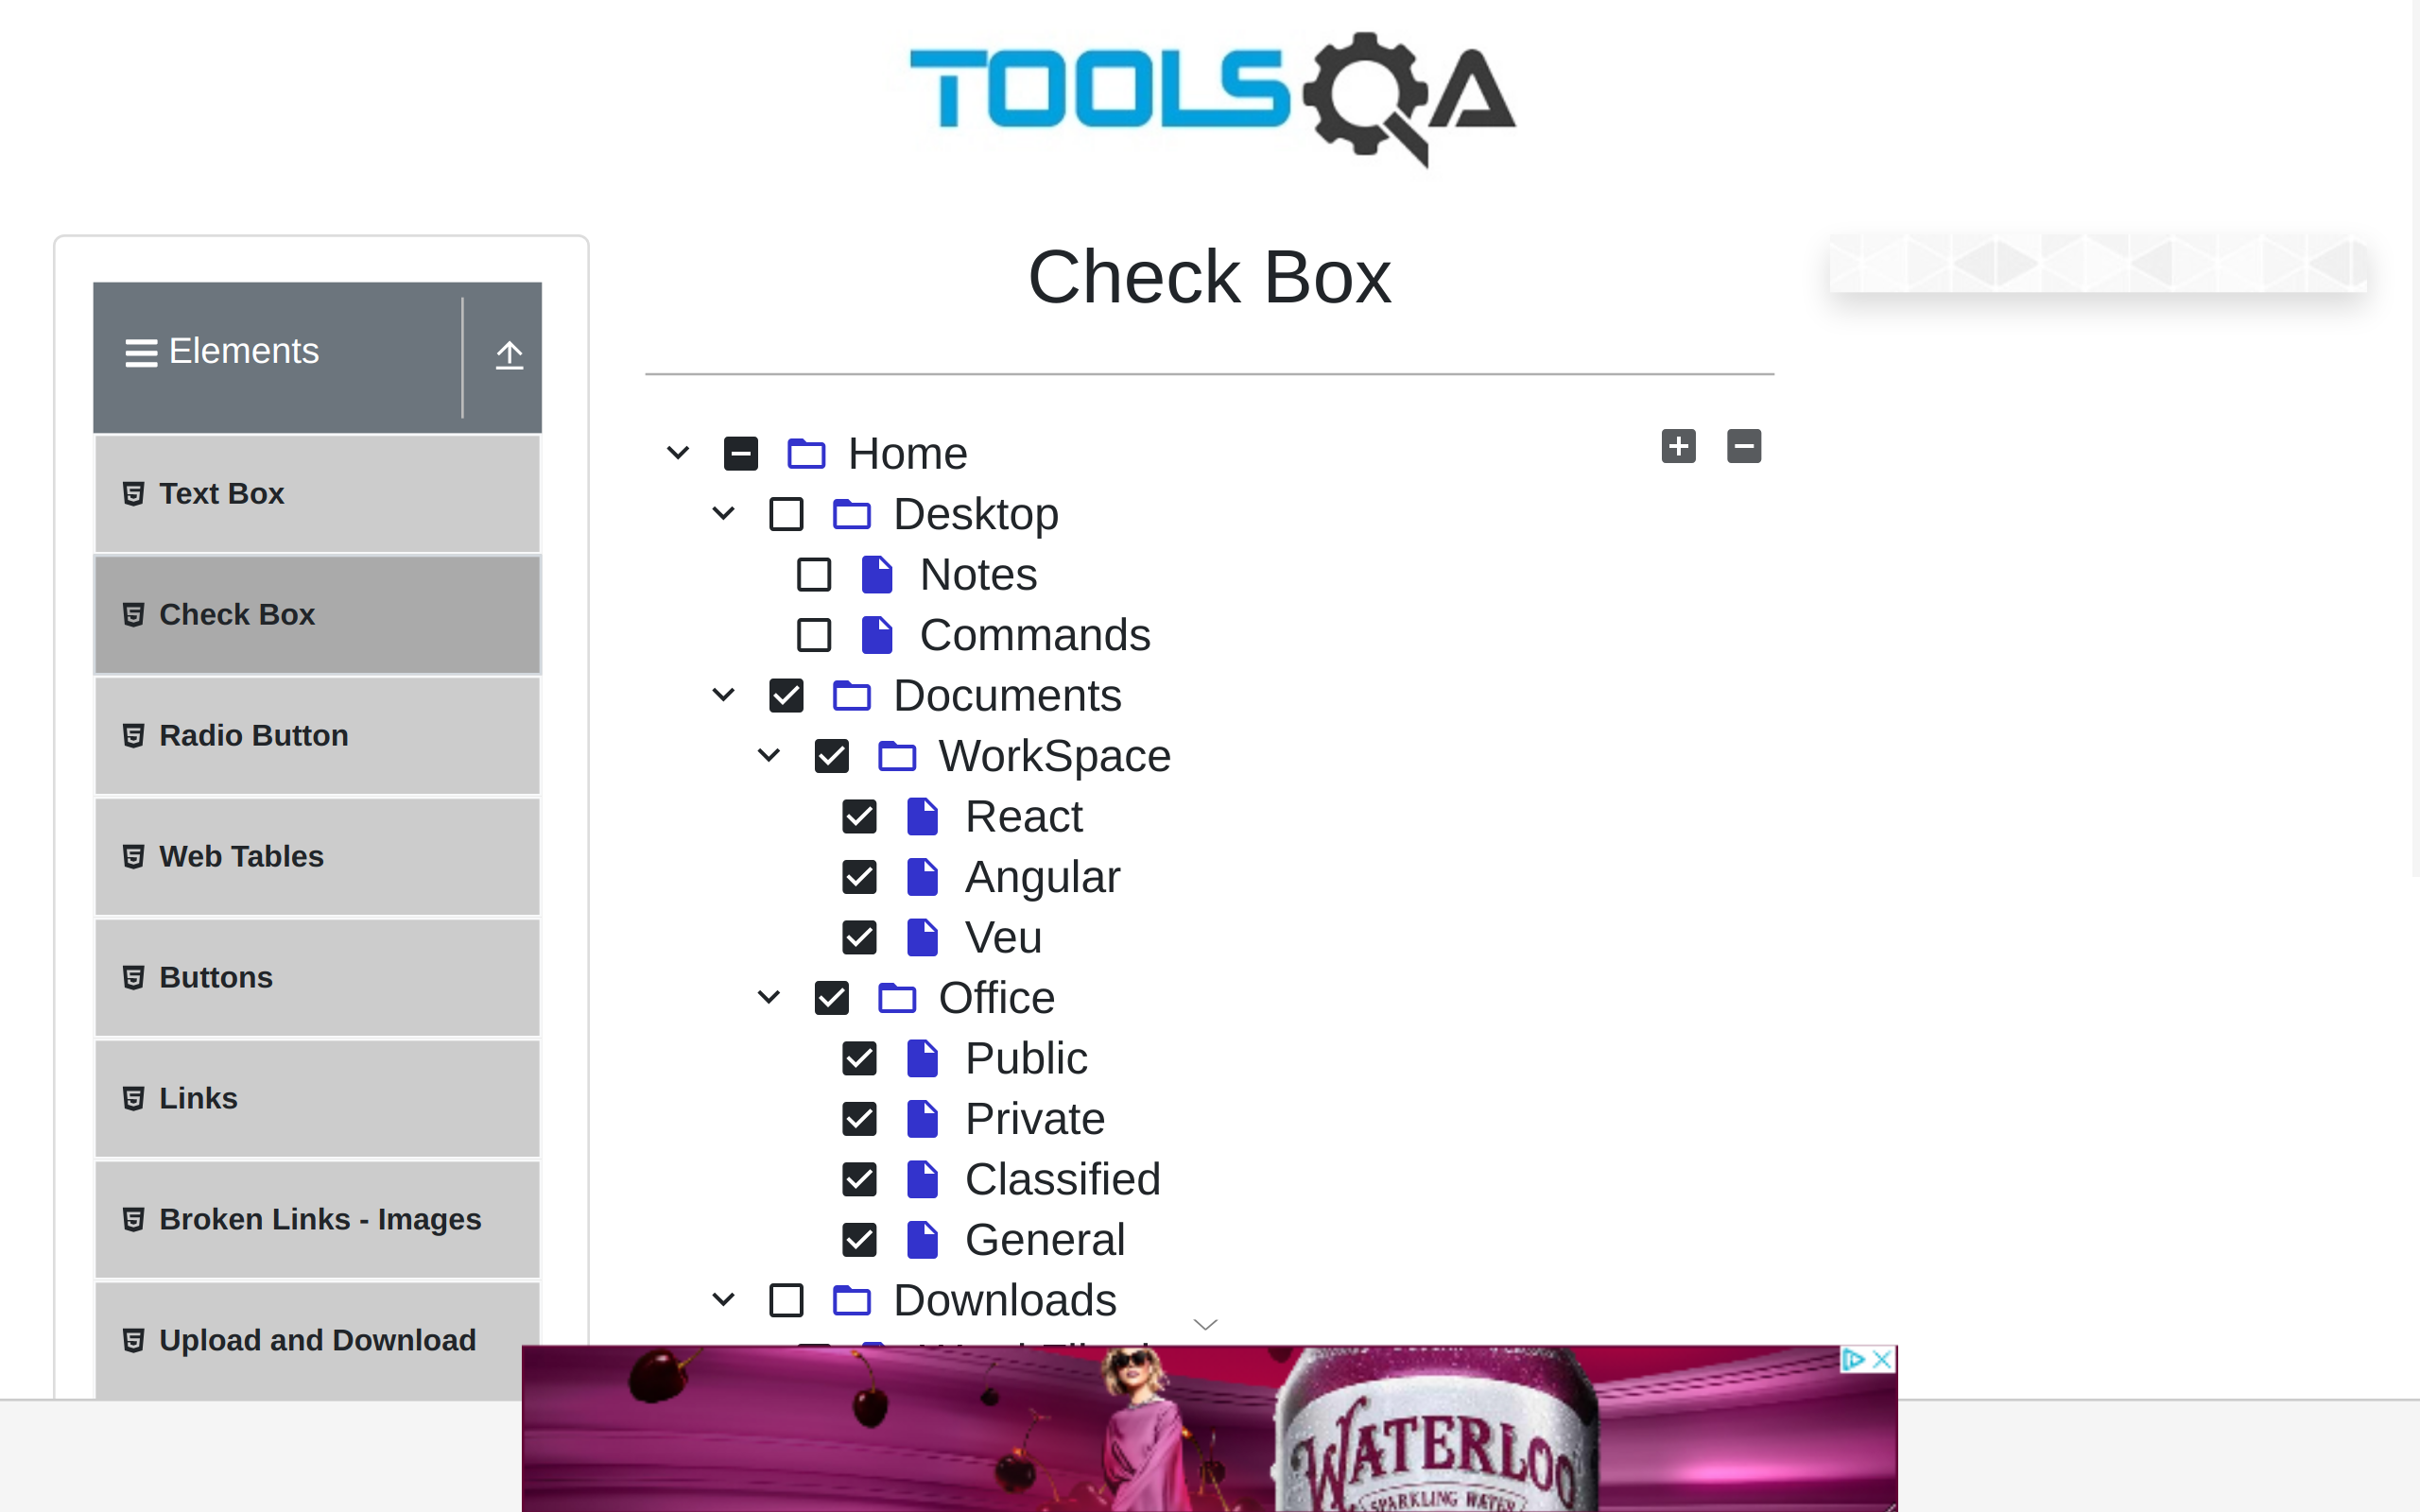 TOOLSQA
Check Box
Elements
Text Box
Check Box
Radio Button
Web Tables
Buttons
Links
Broken Links - Images
Upload and Download
Home
Desktop
Notes
Commands
Documents
WorkSpace
React
Angular
Veu
Office
Public
Private
Classified
General
Downloads
WATERLOO
SPARKLING WATER